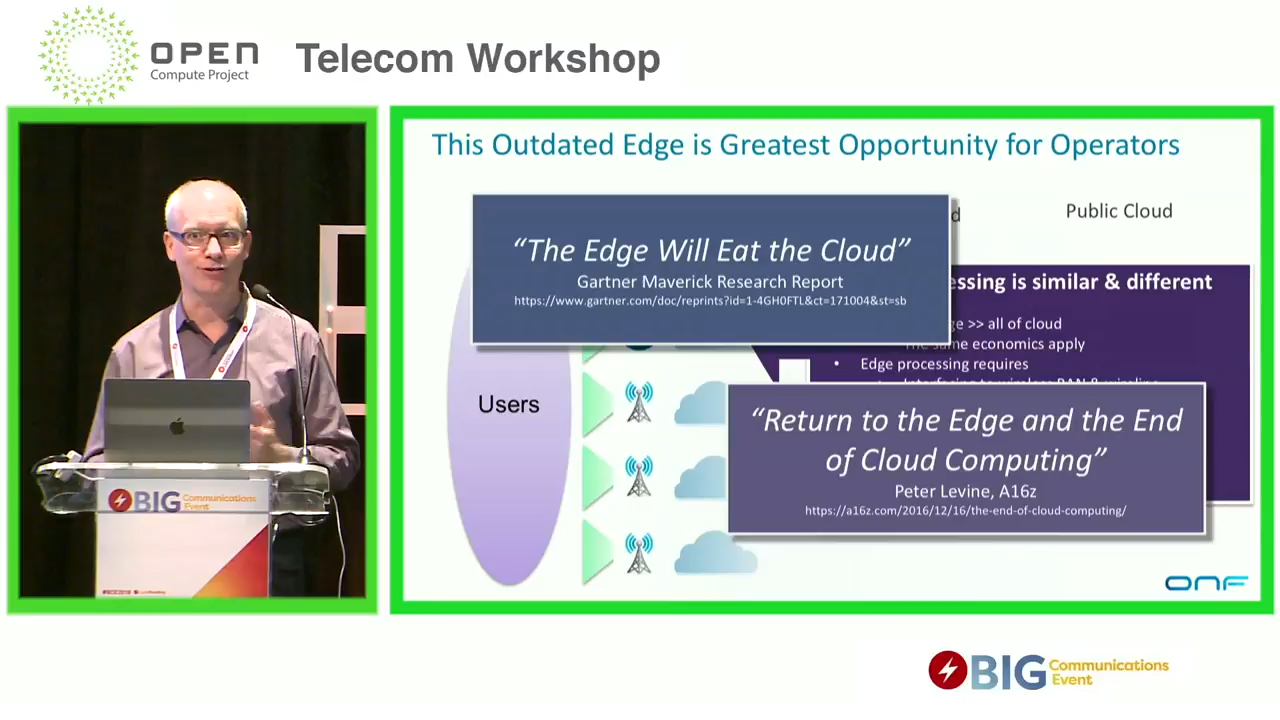 OPEN
Compute Project
Telecom Workshop
This Outdated Edge is Greatest Opportunity for Operators
Public Cloud
“The Edge Will Eat the Cloud”
Gartner Maverick Research Report
https://www.gartner.com/doc/reprints?id=1-4GH0FTL&ct=171004&st=sb
essing is similar & different
ge >> all of cloud
The same economics apply
• Edge processing requires
Users
“Return to the Edge and the End
of Cloud Computing”
Peter Levine, A16z
https://a16z.com/2016/12/16/the-end-of-cloud-computing/
ONF
BIG Communications
Event
BIG Communications
Event